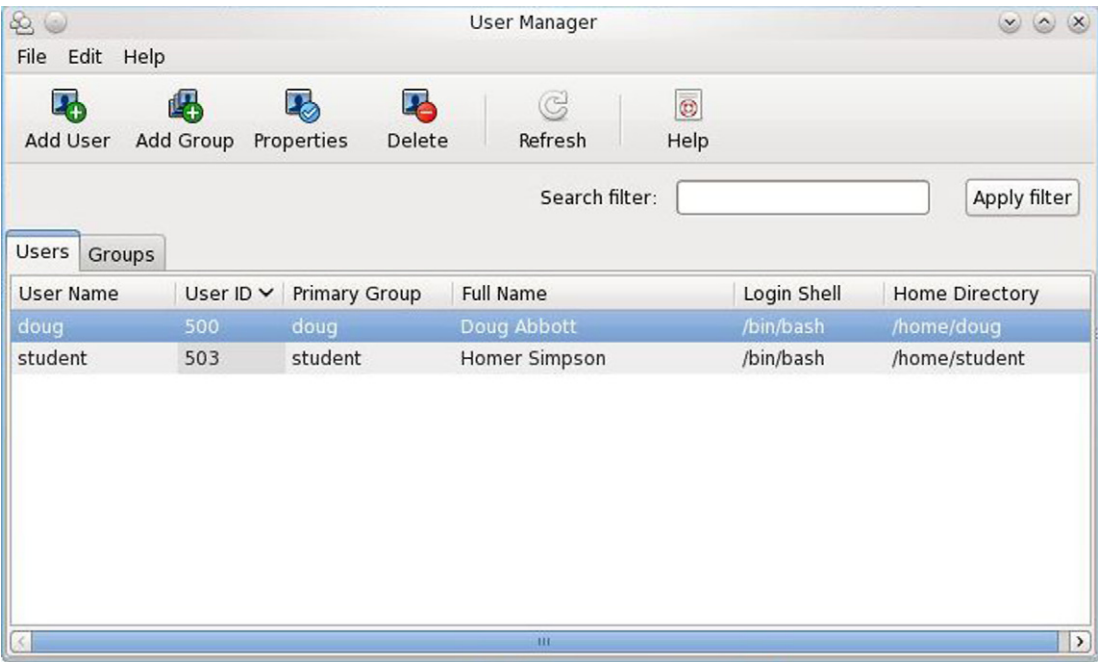 User Manager
File Edit Help
Add User Add Group Properties Delete Refresh Help
Search filter: Apply filter
Users Groups
User Name User ID Primary Group Full Name Login Shell Home Directory
doug 500 doug Doug Abbott /bin/bash /home/doug
student 503 student Homer Simpson /bin/bash /home/student